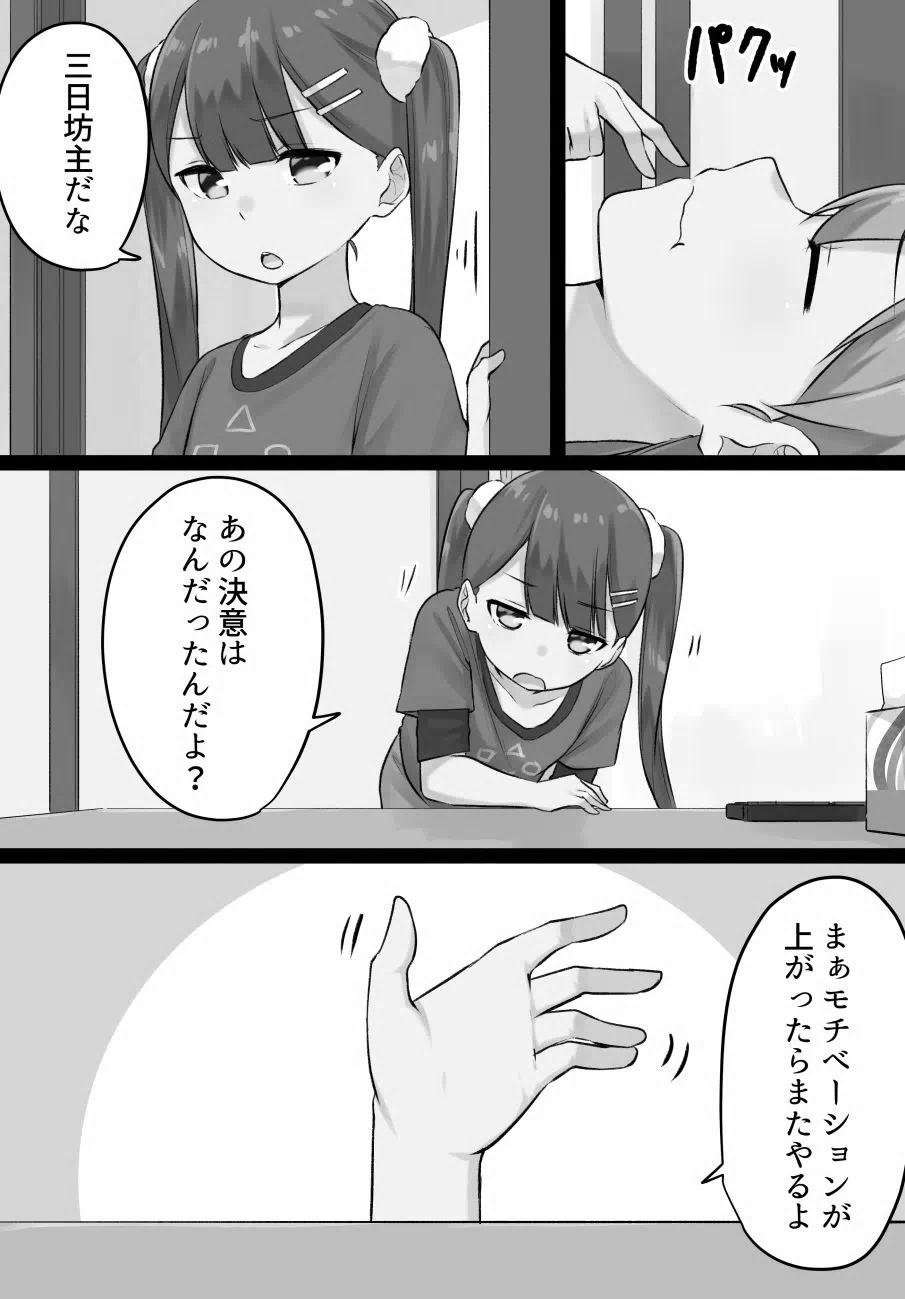 パクッ
三日坊主だな
あの決意は
なんだったんだよ？
まぁモチベーションが
上がったらまたやるよ